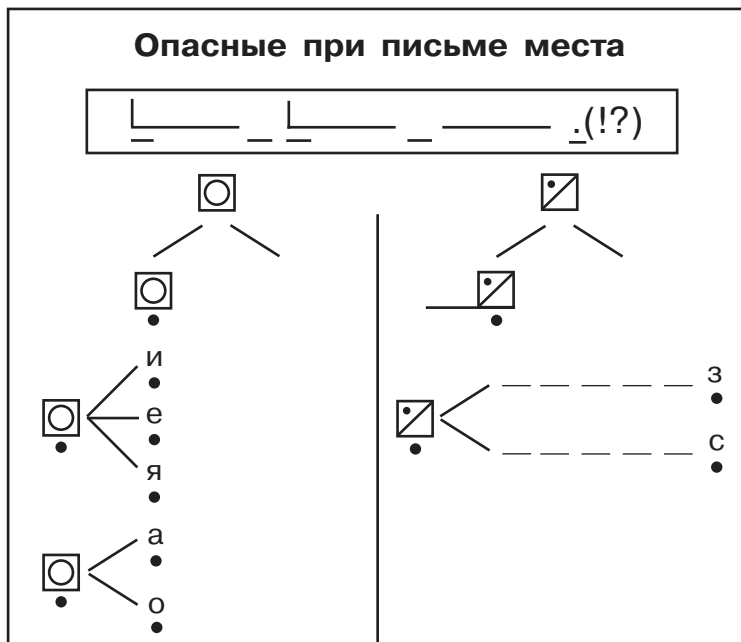 Опасные при письме места
.(!?)
и
е
я
а
о
з
с